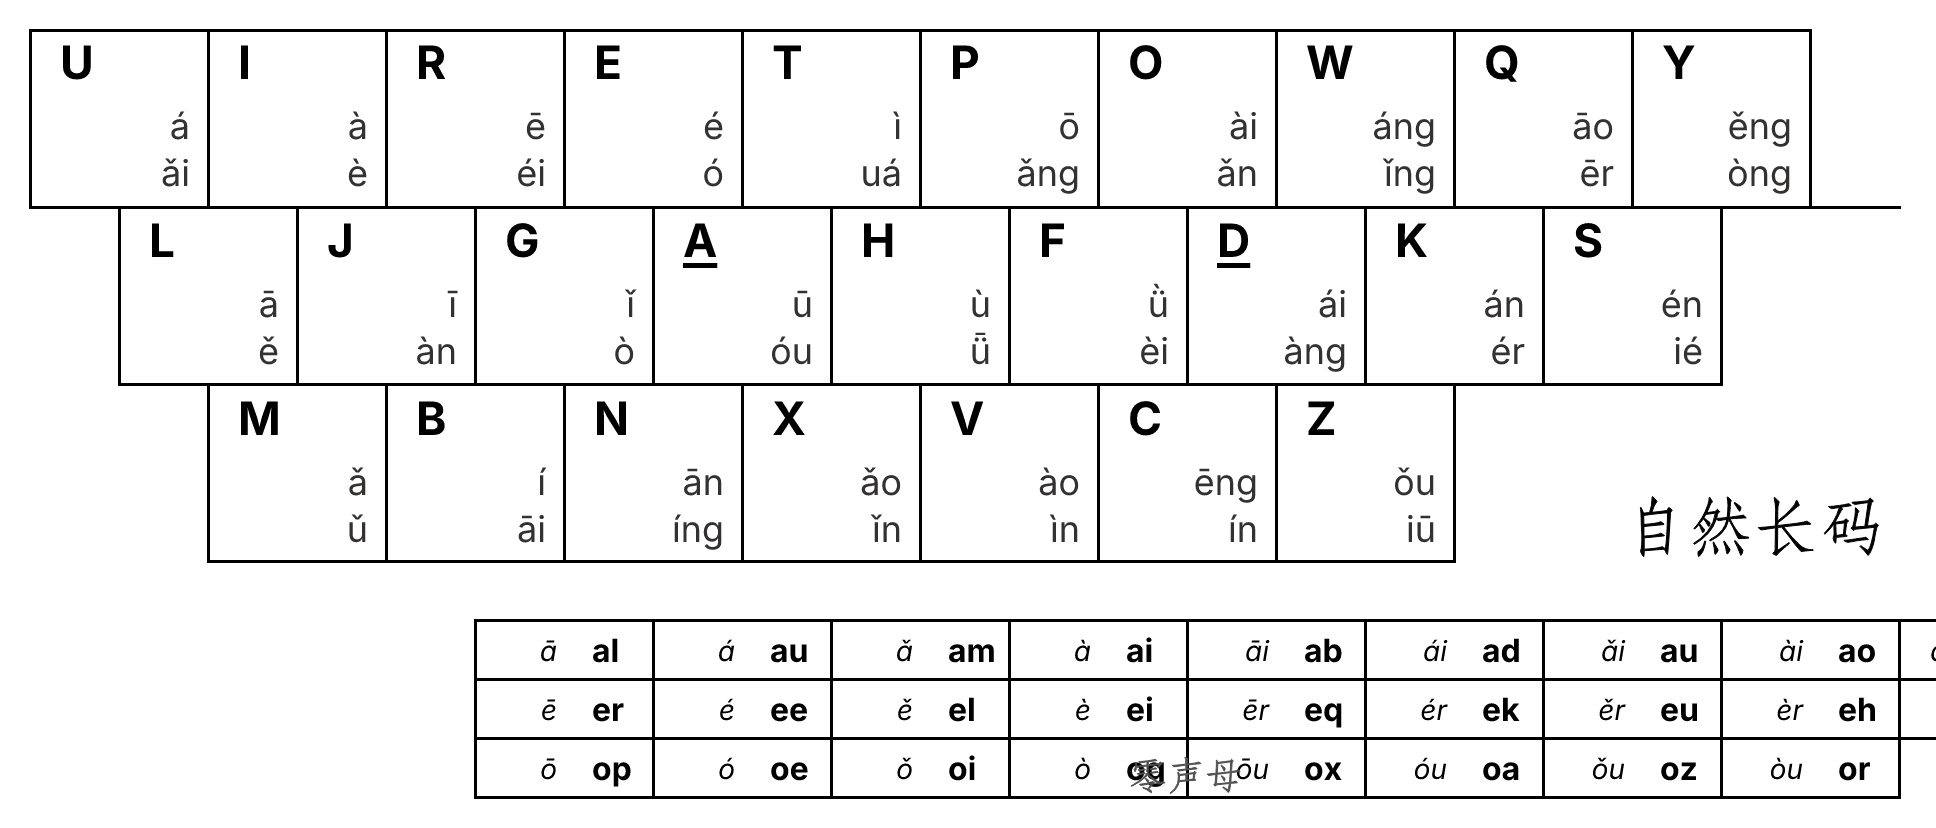 U I R E T P O W Q Y
á à ē é ì ō ài áng āo ěng
ǎi è éi ó uá ǎng ǎn ǐng ēr òng
L J G A H F D K S
ā ī ǐ ū ù ǜ ái án én
ě àn ò óu ǖ èi àng ér ié
M B N X V C Z
ǎ í ān ǎo ào ēng ǒu
ǔ āi íng ǐn ìn ín iū
自然长码
ā al á au ǎ am à ai āi ab ái ad ǎi au ài ao
ē er é ee ě el è ei ēr eq ér ek ěr eu èr eh
ō op ó oe ǒ oi ò og ōu ox óu oa ǒu oz òu or
零声母